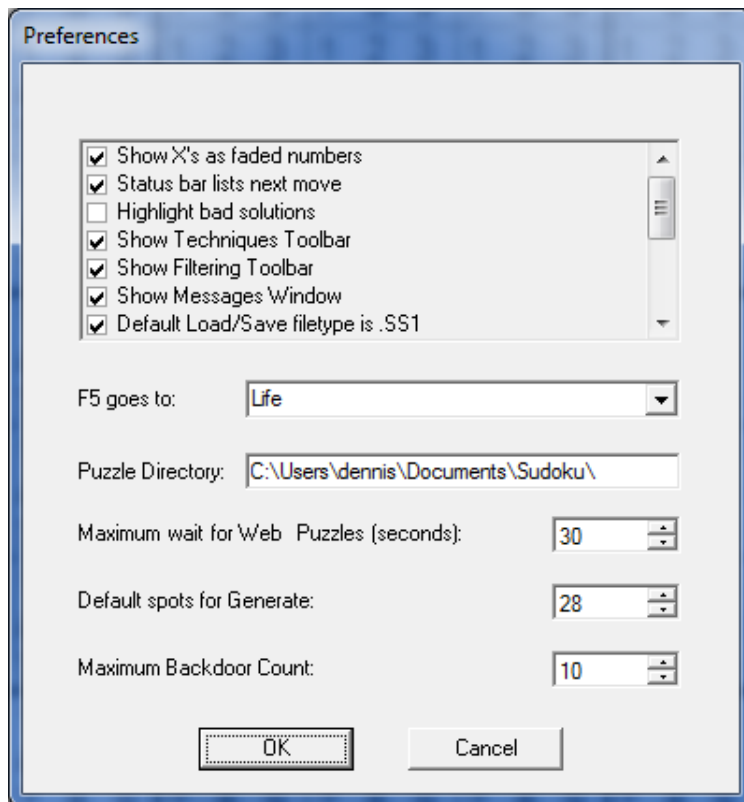 Preferences
Show X's as faded numbers
Status bar lists next move
Highlight bad solutions
Show Techniques Toolbar
Show Filtering Toolbar
Show Messages Window
Default Load/Save filetype is .SS1
F5 goes to: Life
Puzzle Directory: C:\Users\dennis\Documents\Sudoku\
Maximum wait for Web Puzzles (seconds): 30
Default spots for Generate: 28
Maximum Backdoor Count: 10
OK Cancel